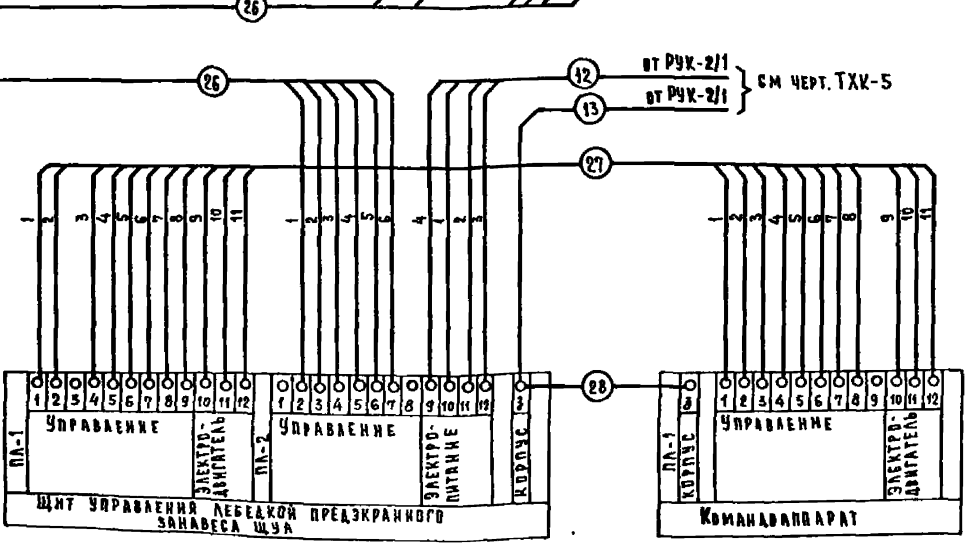 26
26
12 от РУК-2/1
13 от РУК-2/1
см черт. ТХК-5
27
1 2 3 4 5 6 7 8 9 10 11
1 2 3 4 5 6
4 1 2 3
1 2 3 4 5 6 7 8 9 10 11
28
ПЛ-1
1 2 3 4 5 6 7 8 9 10 11 12
Управление
Электро-
двигатель
ПЛ-2
1 2 3 4 5 6 7 8 9 10 11 12
Управление
Электро-
питание
З
Корпус
Щит управления лебедкой предэкранного
занавеса ЩУА
ПЛ-1
З
Корпус
1 2 3 4 5 6 7 8 9 10 11 12
Управление
Электро-
двигатель
Командаппарат